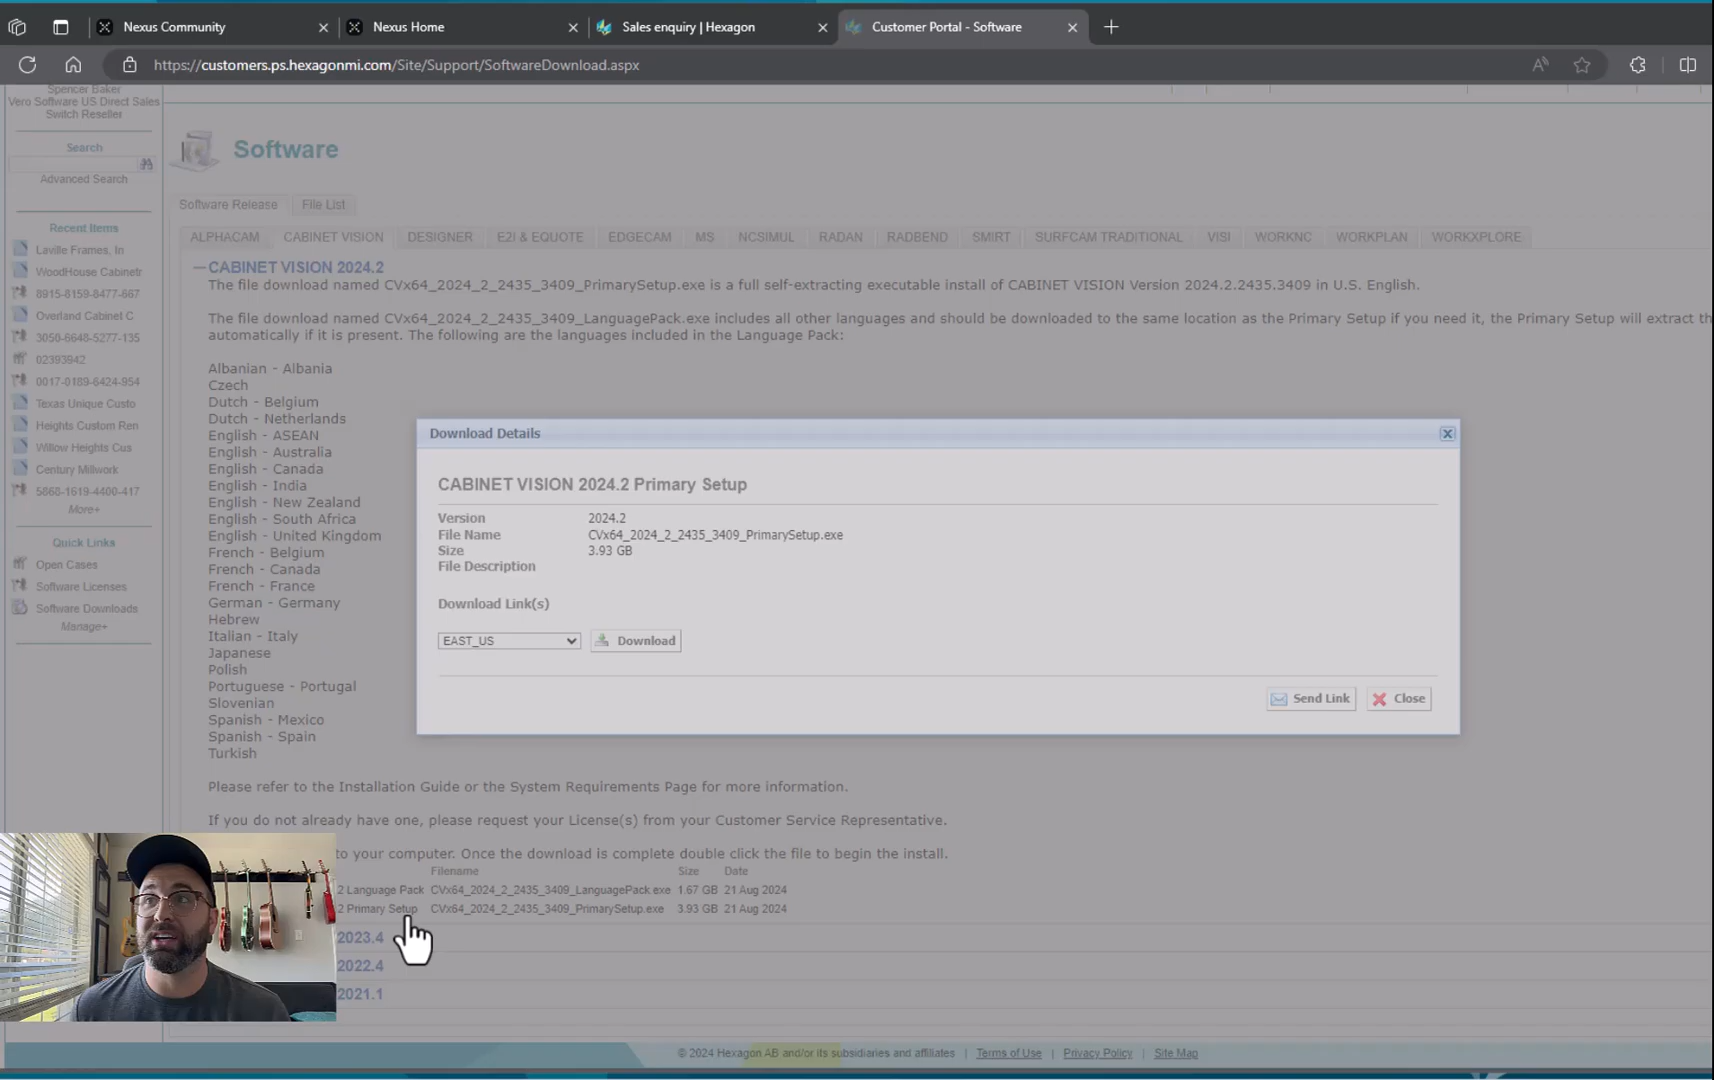 Nexus Community
Nexus Home
Sales enquiry | Hexagon
Customer Portal - Software
https://customers.ps.hexagonmi.com/Site/Support/SoftwareDownload.aspx
Spencer Baker
Vero Software US Direct Sales
Switch Reseller
Search
Advanced Search
Recent Items
Laville Frames, In
WoodHouse Cabinetr
8915-8159-8477-667
Overland Cabinet C
3050-6648-5277-135
02393942
0017-0189-6424-954
Texas Unique Custo
Heights Custom Ren
Willow Heights Cus
Century Millwork
5868-1619-4400-417
More+
Quick Links
Open Cases
Software Licenses
Software Downloads
Manage+
Software
Software Release
File List
ALPHACAM
CABINET VISION
DESIGNER
E2I & EQUOTE
EDGECAM
MS
NCSIMUL
RADAN
RADBEND
SMIRT
SURFCAM TRADITIONAL
VISI
WORKNC
WORKPLAN
WORKXPLORE
CABINET VISION 2024.2
The file download named CVx64_2024_2_2435_3409_PrimarySetup.exe is a full self-extracting executable install of CABINET VISION Version 2024.2.2435.3409 in U.S. English.
The file download named CVx64_2024_2_2435_3409_LanguagePack.exe includes all other languages and should be downloaded to the same location as the Primary Setup if you need it, the Primary Setup will extract th
automatically if it is present. The following are the languages included in the Language Pack:
Albanian - Albania
Czech
Dutch - Belgium
Dutch - Netherlands
English - ASEAN
English - Australia
English - Canada
English - India
English - New Zealand
English - South Africa
English - United Kingdom
French - Belgium
French - Canada
French - France
German - Germany
Hebrew
Italian - Italy
Japanese
Polish
Portuguese - Portugal
Slovenian
Spanish - Mexico
Spanish - Spain
Turkish
Download Details
CABINET VISION 2024.2 Primary Setup
Version 2024.2
File Name CVx64_2024_2_2435_3409_PrimarySetup.exe
Size 3.93 GB
File Description
Download Link(s)
EAST_US
Download
Send Link
Close
Please refer to the Installation Guide or the System Requirements Page for more information.
If you do not already have one, please request your License(s) from your Customer Service Representative.
to your computer. Once the download is complete double click the file to begin the install.
Filename Size Date
.2 Language Pack CVx64_2024_2_2435_3409_LanguagePack.exe 1.67 GB 21 Aug 2024
.2 Primary Setup CVx64_2024_2_2435_3409_PrimarySetup.exe 3.93 GB 21 Aug 2024
2023.4
2022.4
2021.1
© 2024 Hexagon AB and/or its subsidiaries and affiliates | Terms of Use | Privacy Policy | Site Map